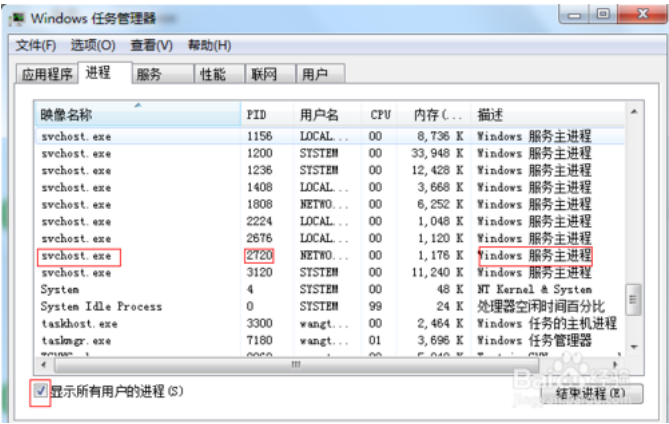 Windows 任务管理器
文件(F) 选项(O) 查看(V) 帮助(H)
应用程序 进程 服务 性能 联网 用户
映像名称 PID 用户名 CPU 内存(... 描述
svchost.exe 1156 LOCAL... 00 8,736 K Windows 服务主进程
svchost.exe 1200 SYSTEM 00 33,948 K Windows 服务主进程
svchost.exe 1236 SYSTEM 00 12,428 K Windows 服务主进程
svchost.exe 1408 LOCAL... 00 3,668 K Windows 服务主进程
svchost.exe 1808 NETWO... 00 6,252 K Windows 服务主进程
svchost.exe 2224 LOCAL... 00 1,048 K Windows 服务主进程
svchost.exe 2676 LOCAL... 00 1,120 K Windows 服务主进程
svchost.exe 2720 NETWO... 00 1,176 K Windows 服务主进程
svchost.exe 3120 SYSTEM 00 11,240 K Windows 服务主进程
System 4 SYSTEM 00 48 K NT Kernel & System
System Idle Process 0 SYSTEM 99 24 K 处理器空闲时间百分比
taskhost.exe 3300 wangt... 00 2,464 K Windows 任务的主机进程
taskmgr.exe 7180 wangt... 01 3,696 K Windows 任务管理器
显示所有用户的进程(S) 结束进程(E)